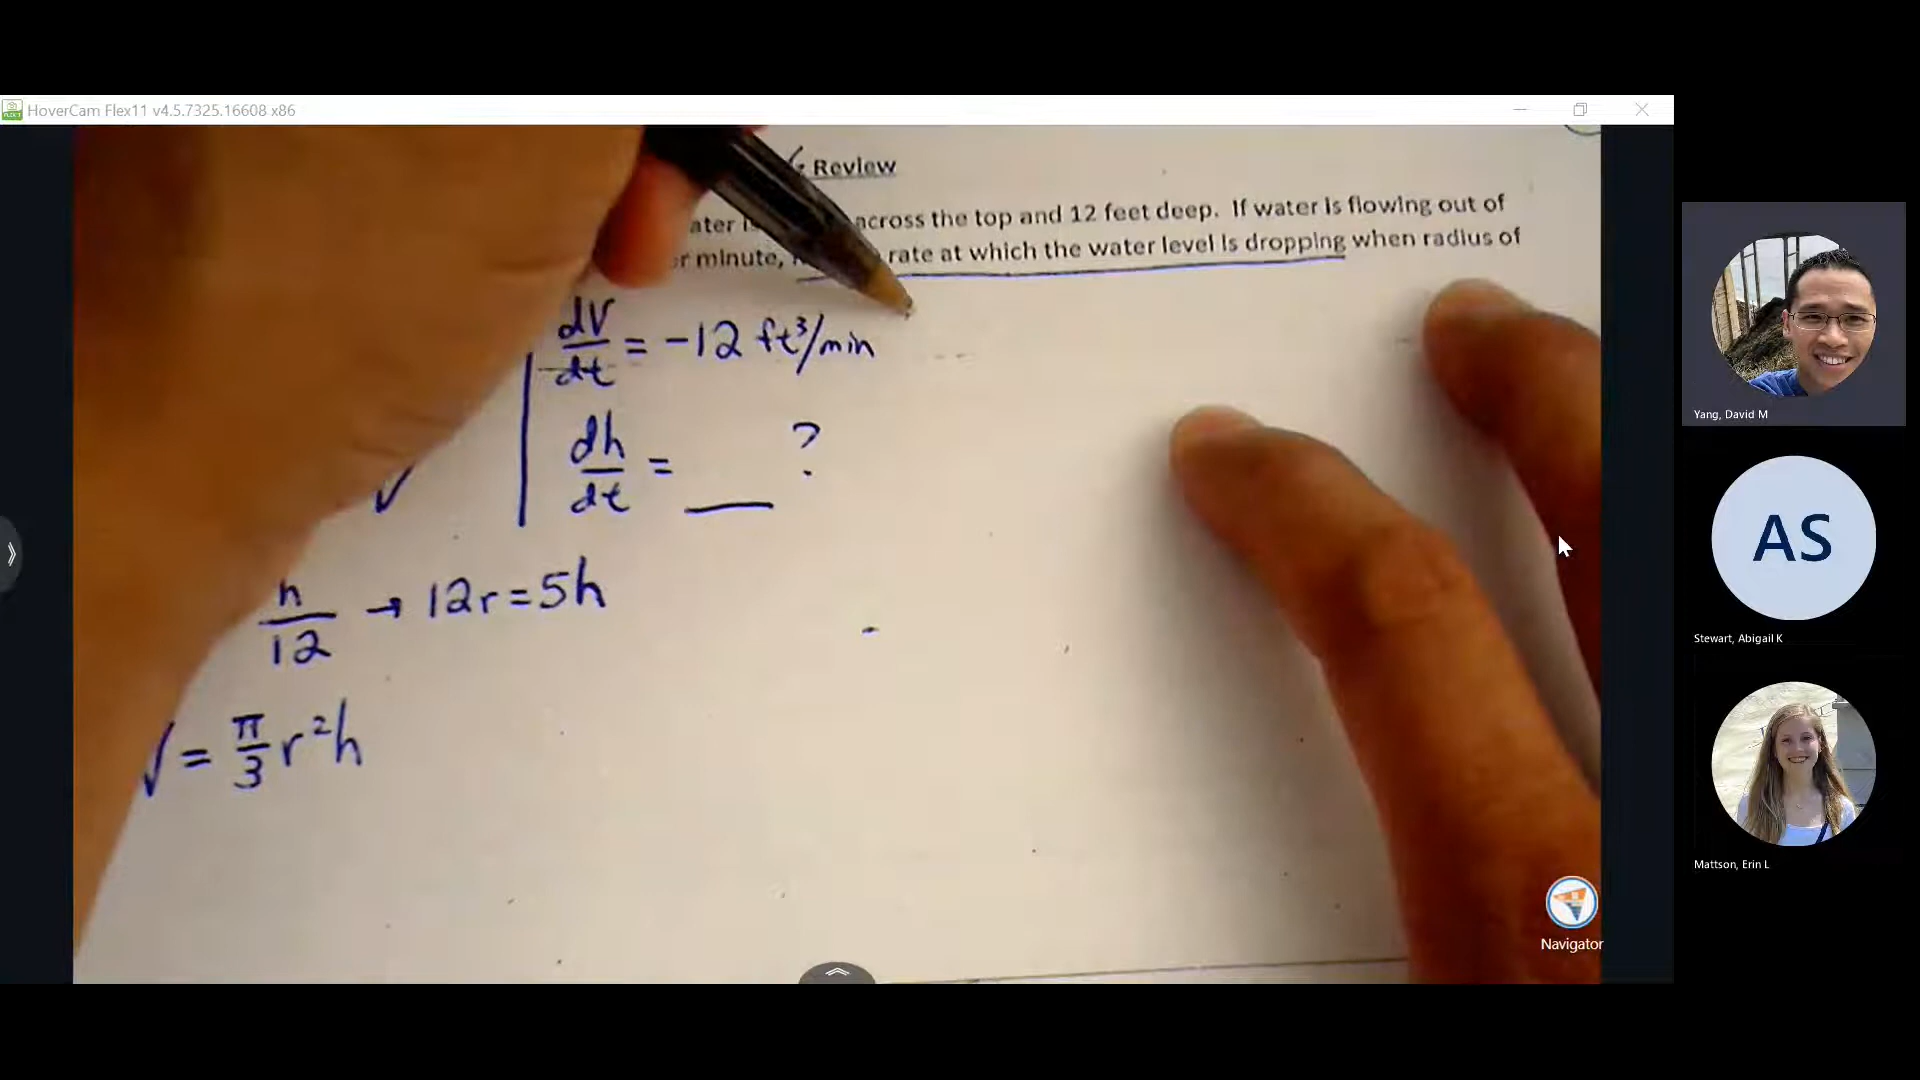 HoverCam Flex11 v4.5.7325.16608 x86
Review
across the top and 12 feet deep. If water is flowing out of
minute, rate at which the water level is dropping when radius of
dV/dt = -12 ft³/min
dh/dt = ___ ?
h/12 → 12r = 5h
V = π/3 r²h
Yang, David M
AS
Stewart, Abigail K
Mattson, Erin L
Navigator